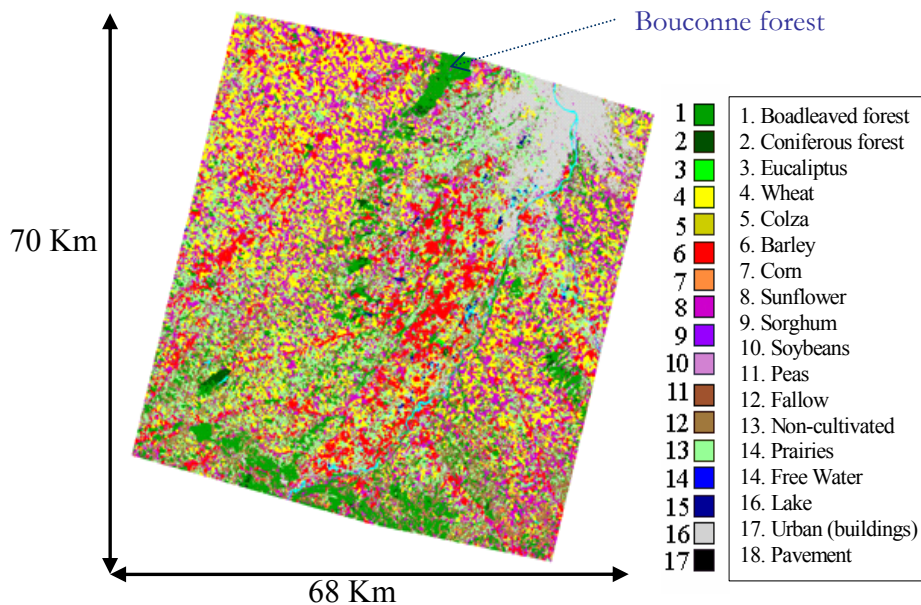 Bouconne forest
70 Km
68 Km
1
2
3
4
5
6
7
8
9
10
11
12
13
14
15
16
17
1. Boadleaved forest
2. Coniferous forest
3. Eucaliptus
4. Wheat
5. Colza
6. Barley
7. Corn
8. Sunflower
9. Sorghum
10. Soybeans
11. Peas
12. Fallow
13. Non-cultivated
14. Prairies
14. Free Water
16. Lake
17. Urban (buildings)
18. Pavement